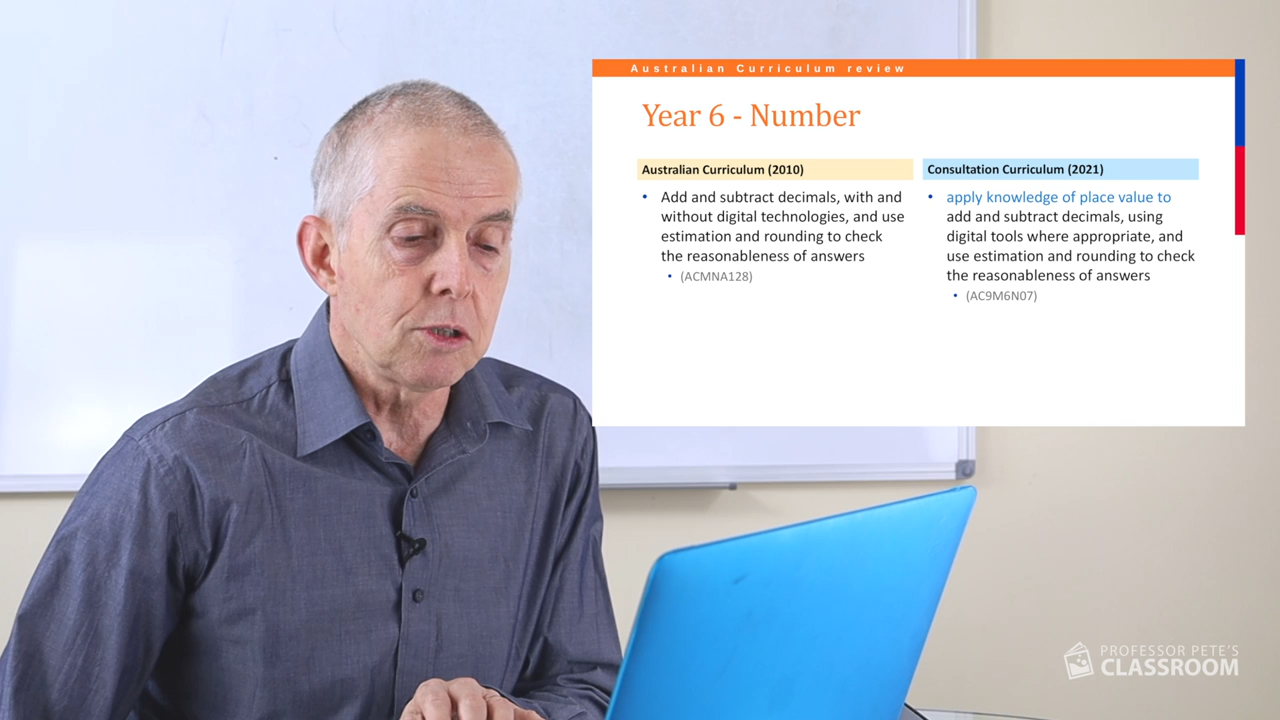 Australian Curriculum review
Year 6 - Number
Australian Curriculum (2010)
• Add and subtract decimals, with and
without digital technologies, and use
estimation and rounding to check
the reasonableness of answers
• (ACMNA128)
Consultation Curriculum (2021)
• apply knowledge of place value to
add and subtract decimals, using
digital tools where appropriate, and
use estimation and rounding to check
the reasonableness of answers
• (AC9M6N07)
PROFESSOR PETE'S
CLASSROOM